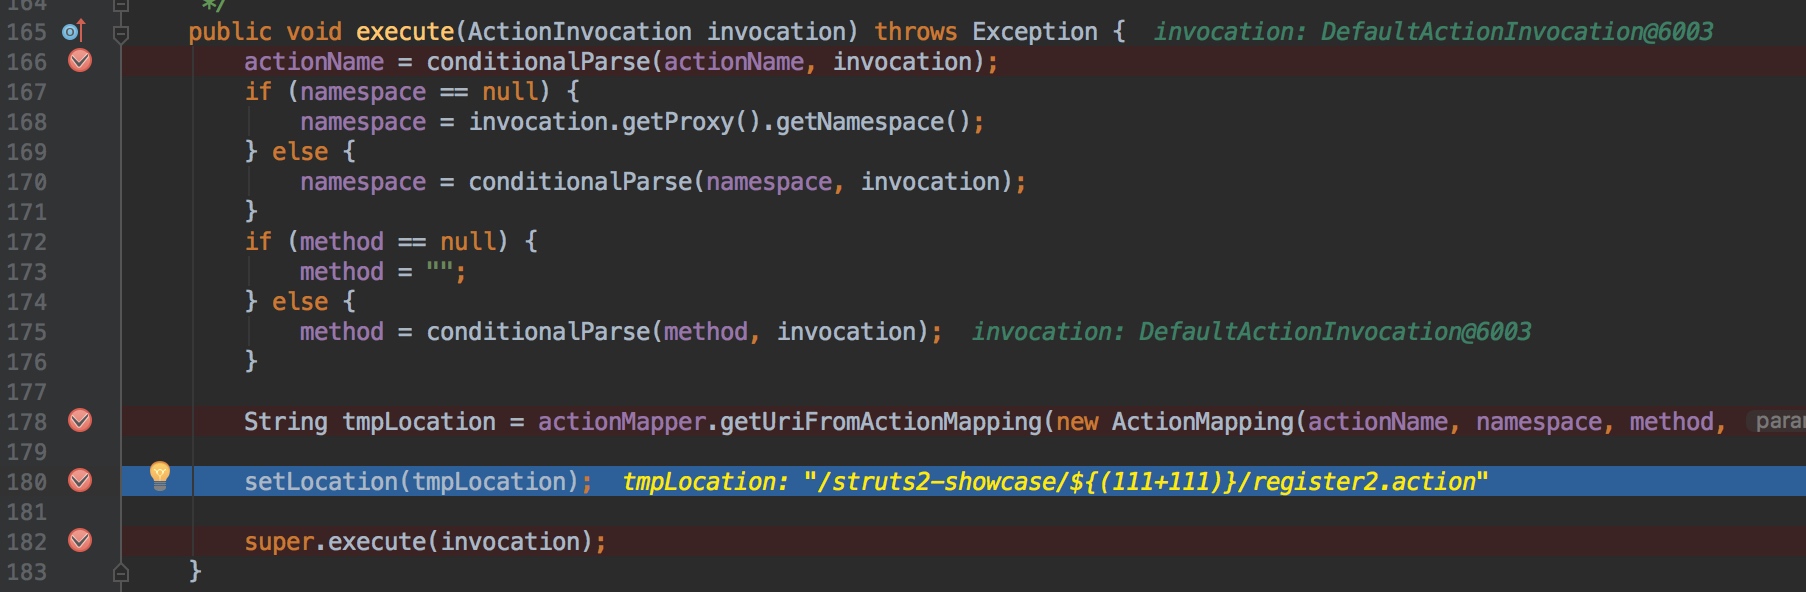 164 */
165 public void execute(ActionInvocation invocation) throws Exception { invocation: DefaultActionInvocation@6003
166 actionName = conditionalParse(actionName, invocation);
167 if (namespace == null) {
168 namespace = invocation.getProxy().getNamespace();
169 } else {
170 namespace = conditionalParse(namespace, invocation);
171 }
172 if (method == null) {
173 method = "";
174 } else {
175 method = conditionalParse(method, invocation); invocation: DefaultActionInvocation@6003
176 }
177
178 String tmpLocation = actionMapper.getUriFromActionMapping(new ActionMapping(actionName, namespace, method, param
179
180 setLocation(tmpLocation); tmpLocation: "/struts2-showcase/${(111+111)}/register2.action"
181
182 super.execute(invocation);
183 }